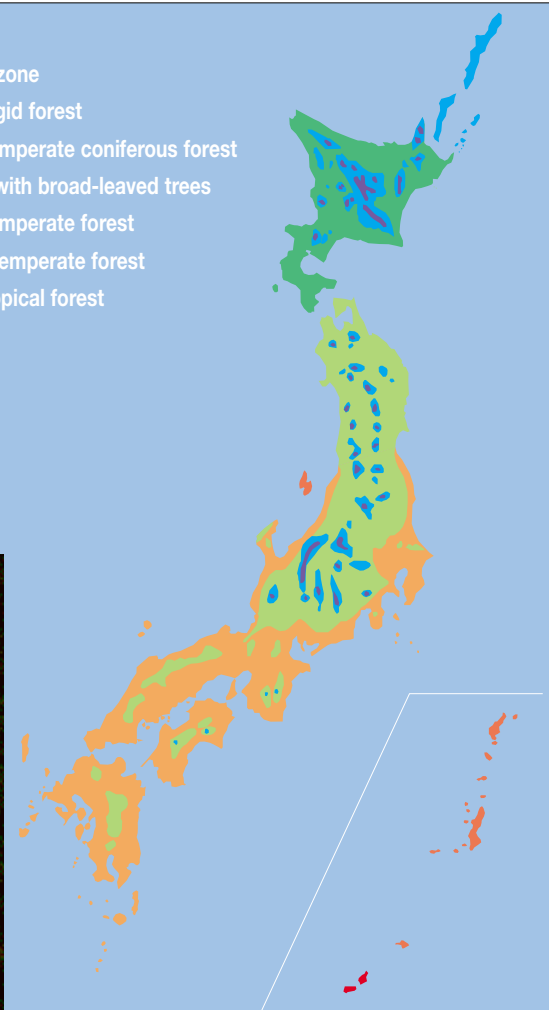 zone
gid forest
mperate coniferous forest
with broad-leaved trees
mperate forest
emperate forest
pical forest